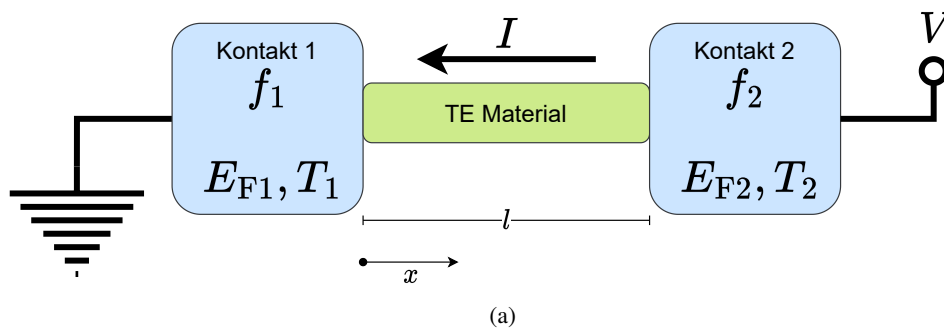 I
V
Kontakt 1
Kontakt 2
f₁
f₂
TE Material
E_F1, T₁
E_F2, T₂
l
x
(a)